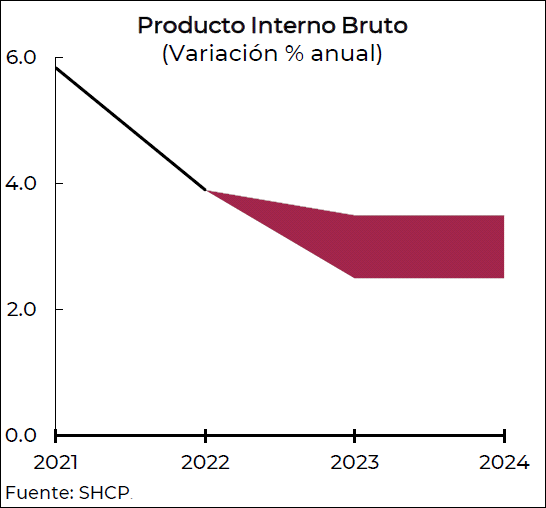 Producto Interno Bruto
(Variación % anual)
6.0
4.0
2.0
0.0
2021 2022 2023 2024
Fuente: SHCP.